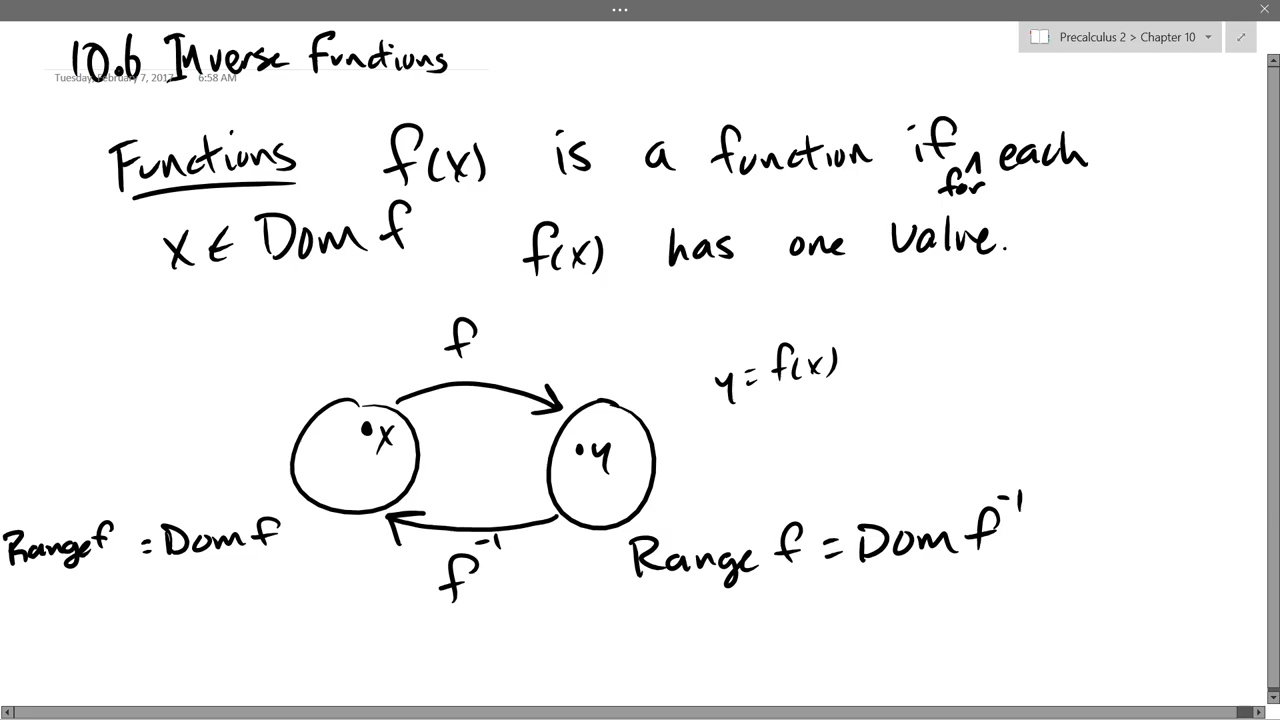 ...
Precalculus 2 > Chapter 10
10.6 Inverse Functions
Tuesday, February 7, 2017 6:58 AM
Functions f(x) is a function if for each
x ∈ Dom f f(x) has one value.
f
y = f(x)
x
y
Range f = Dom f
f⁻¹
Range f = Dom f⁻¹